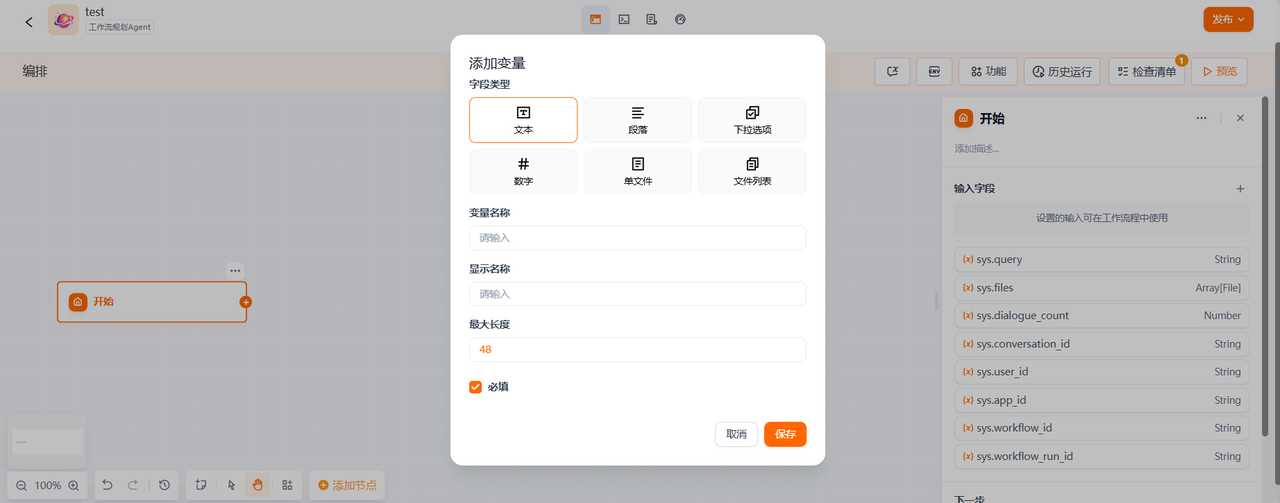 test
工作流规划Agent
发布
编排
ENV
功能
历史运行
检查清单
1
预览
添加变量
字段类型
文本
段落
下拉选项
数字
单文件
文件列表
变量名称
请输入
显示名称
请输入
最大长度
48
必填
取消
保存
开始
开始
添加描述...
输入字段
设置的输入可在工作流程中使用
{x} sys.query String
{x} sys.files Array[File]
{x} sys.dialogue_count Number
{x} sys.conversation_id String
{x} sys.user_id String
{x} sys.app_id String
{x} sys.workflow_id String
{x} sys.workflow_run_id String
下一步
100%
添加节点